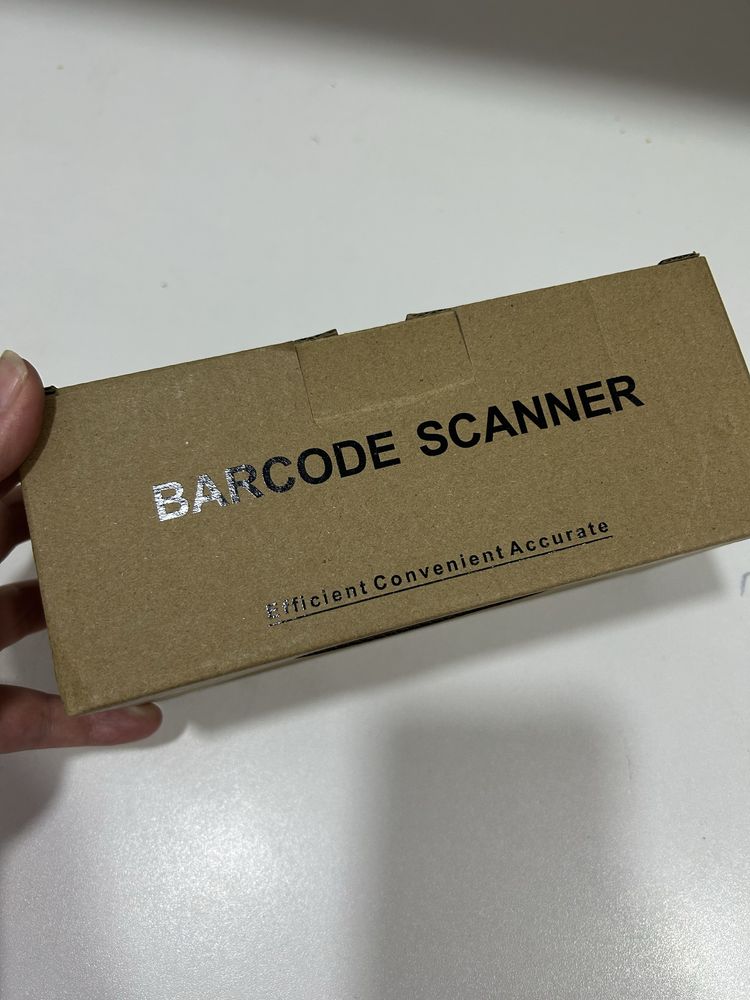 BARCODE SCANNER
Efficient Convenient Accurate